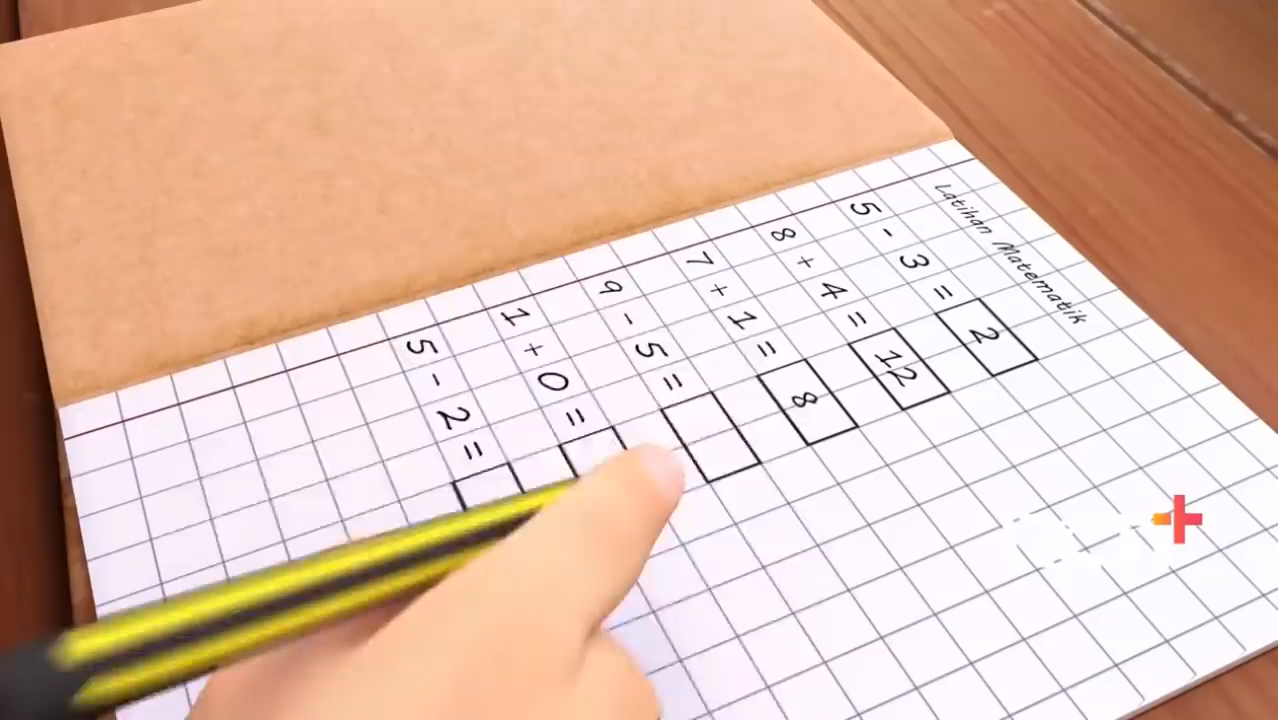 Latihan Matematik
5 - 3 = 2
8 + 4 = 12
7 + 1 = 8
9 - 5 =
1 + 0 =
5 - 2 =